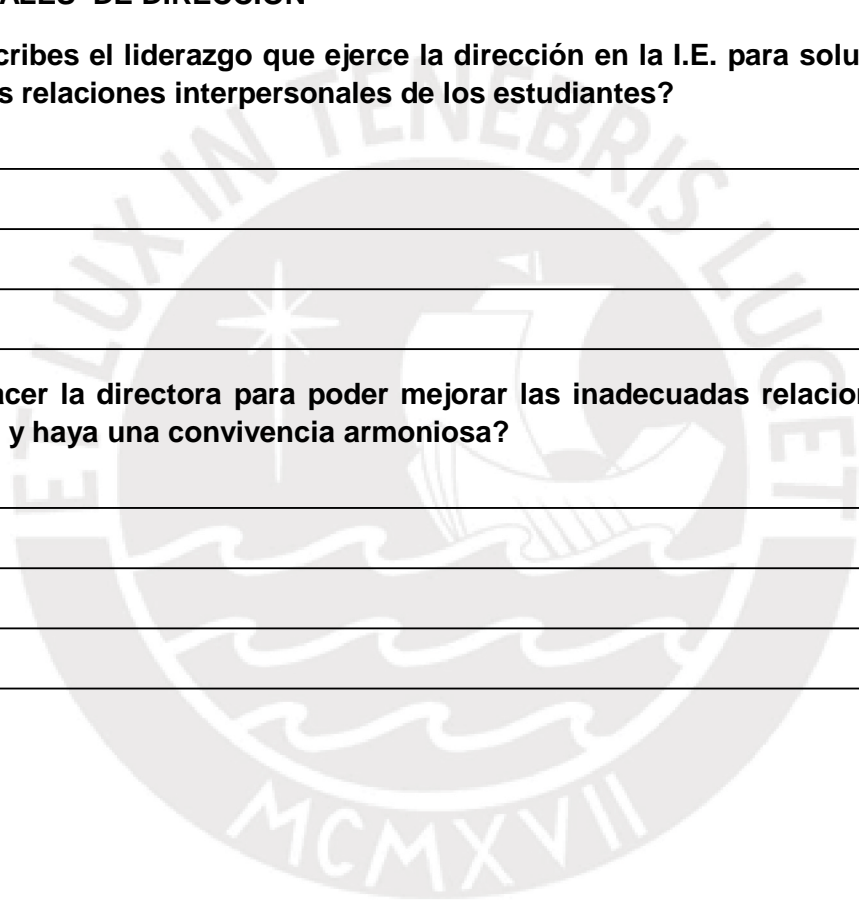 ALES DE DIRECCIÓN
cribes el liderazgo que ejerce la dirección en la I.E. para solu
s relaciones interpersonales de los estudiantes?
acer la directora para poder mejorar las inadecuadas relacion
y haya una convivencia armoniosa?
ET LUX IN TENEBRIS LUCET
MCMXVII